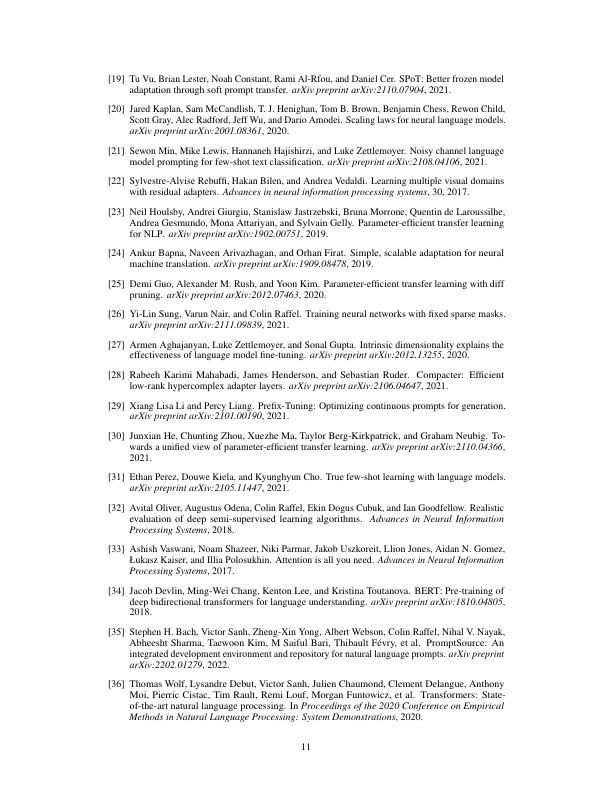 [19] Tu Vu, Brian Lester, Noah Constant, Rami Al-Rfou, and Daniel Cer. SPoT: Better frozen model
adaptation through soft prompt transfer. arXiv preprint arXiv:2110.07904, 2021.
[20] Jared Kaplan, Sam McCandlish, T. J. Henighan, Tom B. Brown, Benjamin Chess, Rewon Child,
Scott Gray, Alec Radford, Jeff Wu, and Dario Amodei. Scaling laws for neural language models.
arXiv preprint arXiv:2001.08361, 2020.
[21] Sewon Min, Mike Lewis, Hannaneh Hajishirzi, and Luke Zettlemoyer. Noisy channel language
model prompting for few-shot text classification. arXiv preprint arXiv:2108.04106, 2021.
[22] Sylvestre-Alvise Rebuffi, Hakan Bilen, and Andrea Vedaldi. Learning multiple visual domains
with residual adapters. Advances in neural information processing systems, 30, 2017.
[23] Neil Houlsby, Andrei Giurgiu, Stanislaw Jastrzebski, Bruna Morrone, Quentin de Laroussilhe,
Andrea Gesmundo, Mona Attariyan, and Sylvain Gelly. Parameter-efficient transfer learning
for NLP. arXiv preprint arXiv:1902.00751, 2019.
[24] Ankur Bapna, Naveen Arivazhagan, and Orhan Firat. Simple, scalable adaptation for neural
machine translation. arXiv preprint arXiv:1909.08478, 2019.
[25] Demi Guo, Alexander M. Rush, and Yoon Kim. Parameter-efficient transfer learning with diff
pruning. arXiv preprint arXiv:2012.07463, 2020.
[26] Yi-Lin Sung, Varun Nair, and Colin Raffel. Training neural networks with fixed sparse masks.
arXiv preprint arXiv:2111.09839, 2021.
[27] Armen Aghajanyan, Luke Zettlemoyer, and Sonal Gupta. Intrinsic dimensionality explains the
effectiveness of language model fine-tuning. arXiv preprint arXiv:2012.13255, 2020.
[28] Rabeeh Karimi Mahabadi, James Henderson, and Sebastian Ruder. Compacter: Efficient
low-rank hypercomplex adapter layers. arXiv preprint arXiv:2106.04647, 2021.
[29] Xiang Lisa Li and Percy Liang. Prefix-Tuning: Optimizing continuous prompts for generation.
arXiv preprint arXiv:2101.00190, 2021.
[30] Junxian He, Chunting Zhou, Xuezhe Ma, Taylor Berg-Kirkpatrick, and Graham Neubig. To-
wards a unified view of parameter-efficient transfer learning. arXiv preprint arXiv:2110.04366,
2021.
[31] Ethan Perez, Douwe Kiela, and Kyunghyun Cho. True few-shot learning with language models.
arXiv preprint arXiv:2105.11447, 2021.
[32] Avital Oliver, Augustus Odena, Colin Raffel, Ekin Dogus Cubuk, and Ian Goodfellow. Realistic
evaluation of deep semi-supervised learning algorithms. Advances in Neural Information
Processing Systems, 2018.
[33] Ashish Vaswani, Noam Shazeer, Niki Parmar, Jakob Uszkoreit, Llion Jones, Aidan N. Gomez,
Łukasz Kaiser, and Illia Polosukhin. Attention is all you need. Advances in Neural Information
Processing Systems, 2017.
[34] Jacob Devlin, Ming-Wei Chang, Kenton Lee, and Kristina Toutanova. BERT: Pre-training of
deep bidirectional transformers for language understanding. arXiv preprint arXiv:1810.04805,
2018.
[35] Stephen H. Bach, Victor Sanh, Zheng-Xin Yong, Albert Webson, Colin Raffel, Nihal V. Nayak,
Abheesht Sharma, Taewoon Kim, M Saiful Bari, Thibault Févry, et al. PromptSource: An
integrated development environment and repository for natural language prompts. arXiv preprint
arXiv:2202.01279, 2022.
[36] Thomas Wolf, Lysandre Debut, Victor Sanh, Julien Chaumond, Clement Delangue, Anthony
Moi, Pierric Cistac, Tim Rault, Remi Louf, Morgan Funtowicz, et al. Transformers: State-
of-the-art natural language processing. In Proceedings of the 2020 Conference on Empirical
Methods in Natural Language Processing: System Demonstrations, 2020.
11